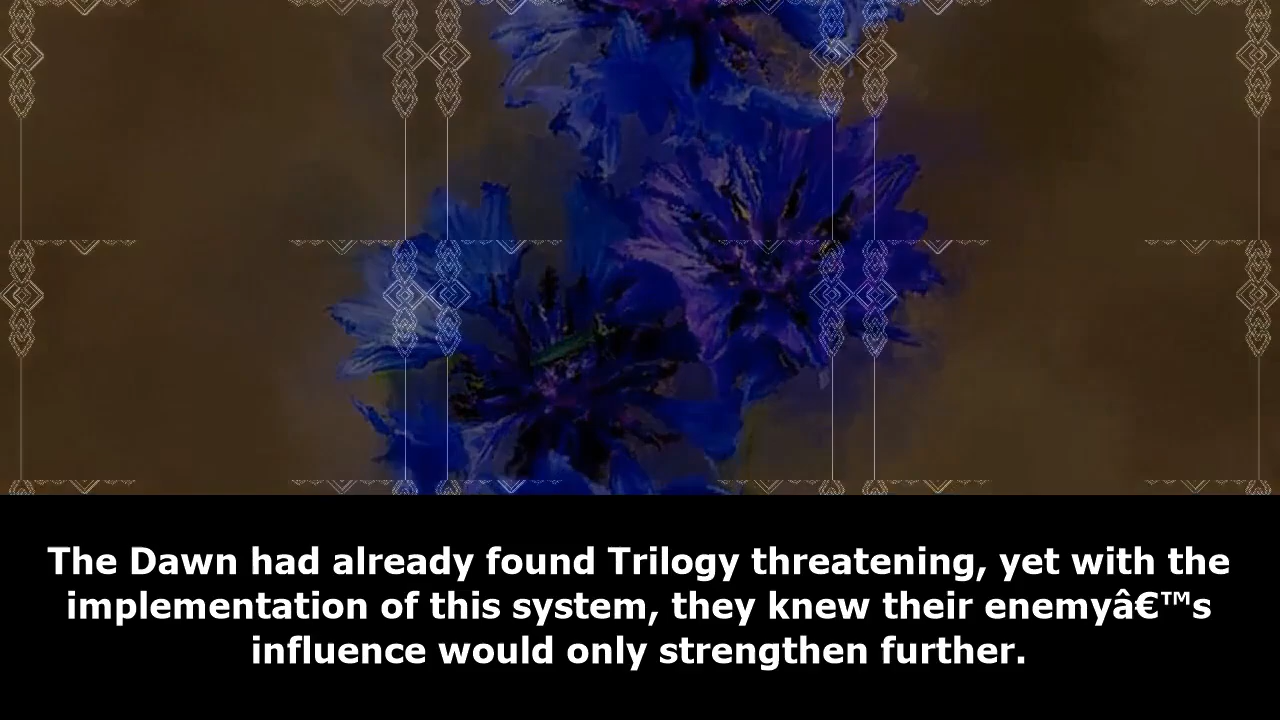 The Dawn had already found Trilogy threatening, yet with the
implementation of this system, they knew their enemyâ€™s
influence would only strengthen further.